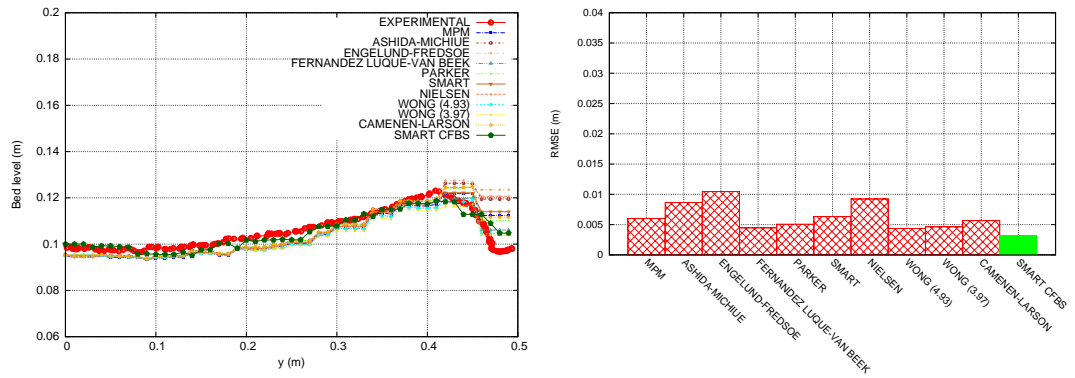 0.2
0.18
0.16
0.14
0.12
0.1
0.08
0.06
Bed level (m)
0
0.1
0.2
0.3
0.4
0.5
y (m)
EXPERIMENTAL
MPM
ASHIDA-MICHIUE
ENGELUND-FREDSOE
FERNANDEZ LUQUE-VAN BEEK
PARKER
SMART
NIELSEN
WONG (4.93)
WONG (3.97)
CAMENEN-LARSON
SMART CFBS
0.04
0.035
0.03
0.025
0.02
0.015
0.01
0.005
0
RMSE (m)
MPM
ASHIDA-MICHIUE
ENGELUND-FREDSOE
FERNANDEZ LUQUE-VAN BEEK
PARKER
SMART
NIELSEN
WONG (4.93)
WONG (3.97)
CAMENEN-LARSON
SMART CFBS